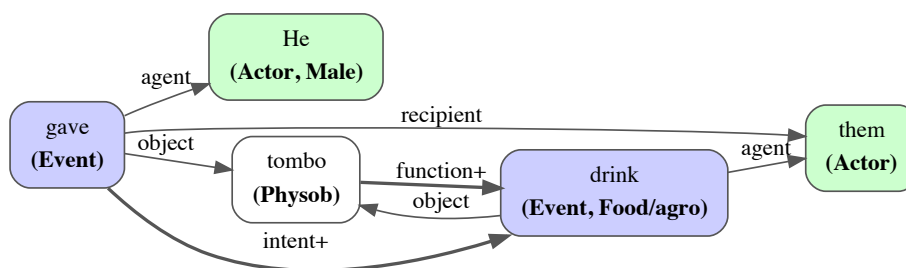 He
(Actor, Male)
agent
gave
(Event)
recipient
object
tombo
(Physob)
function+
object
drink
(Event, Food/agro)
agent
them
(Actor)
intent+